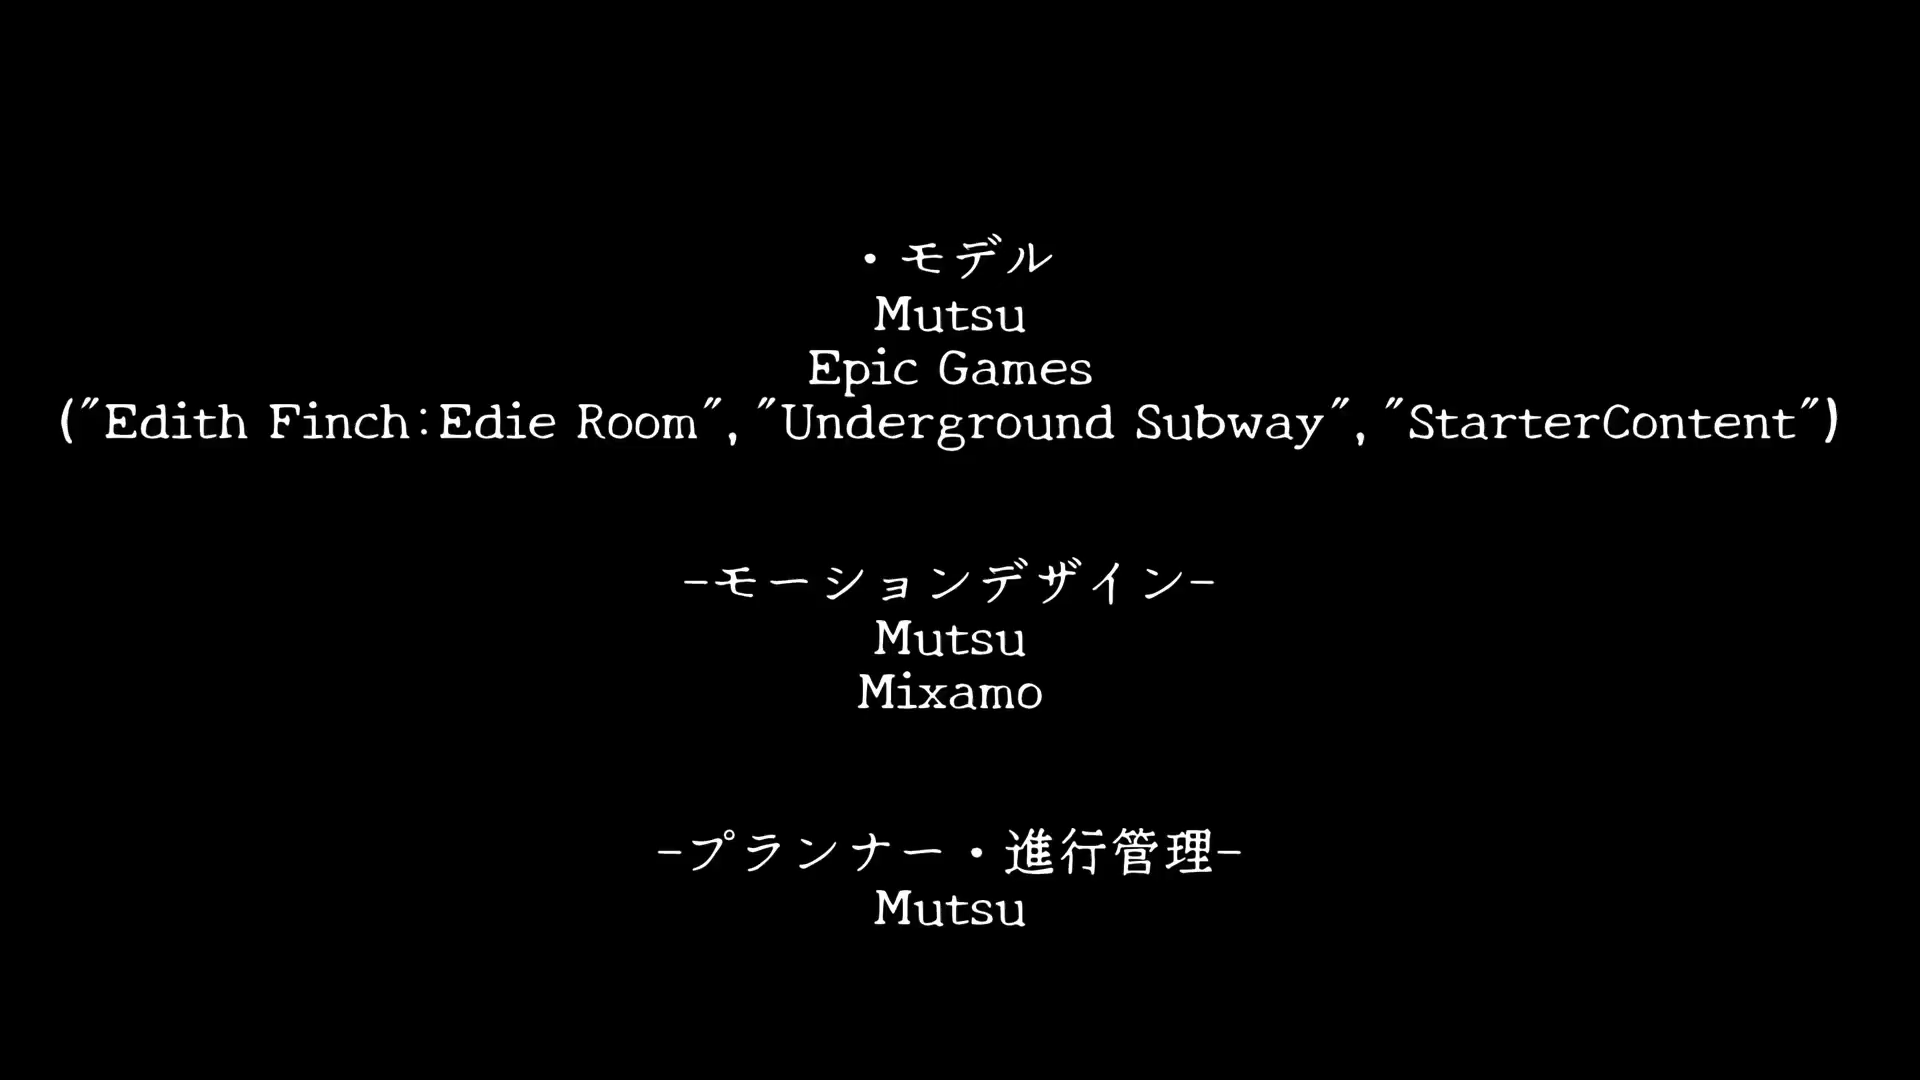 ・モデル
Mutsu
Epic Games
("Edith Finch:Edie Room", "Underground Subway", "StarterContent")
-モーションデザイン-
Mutsu
Mixamo
-プランナー・進行管理-
Mutsu